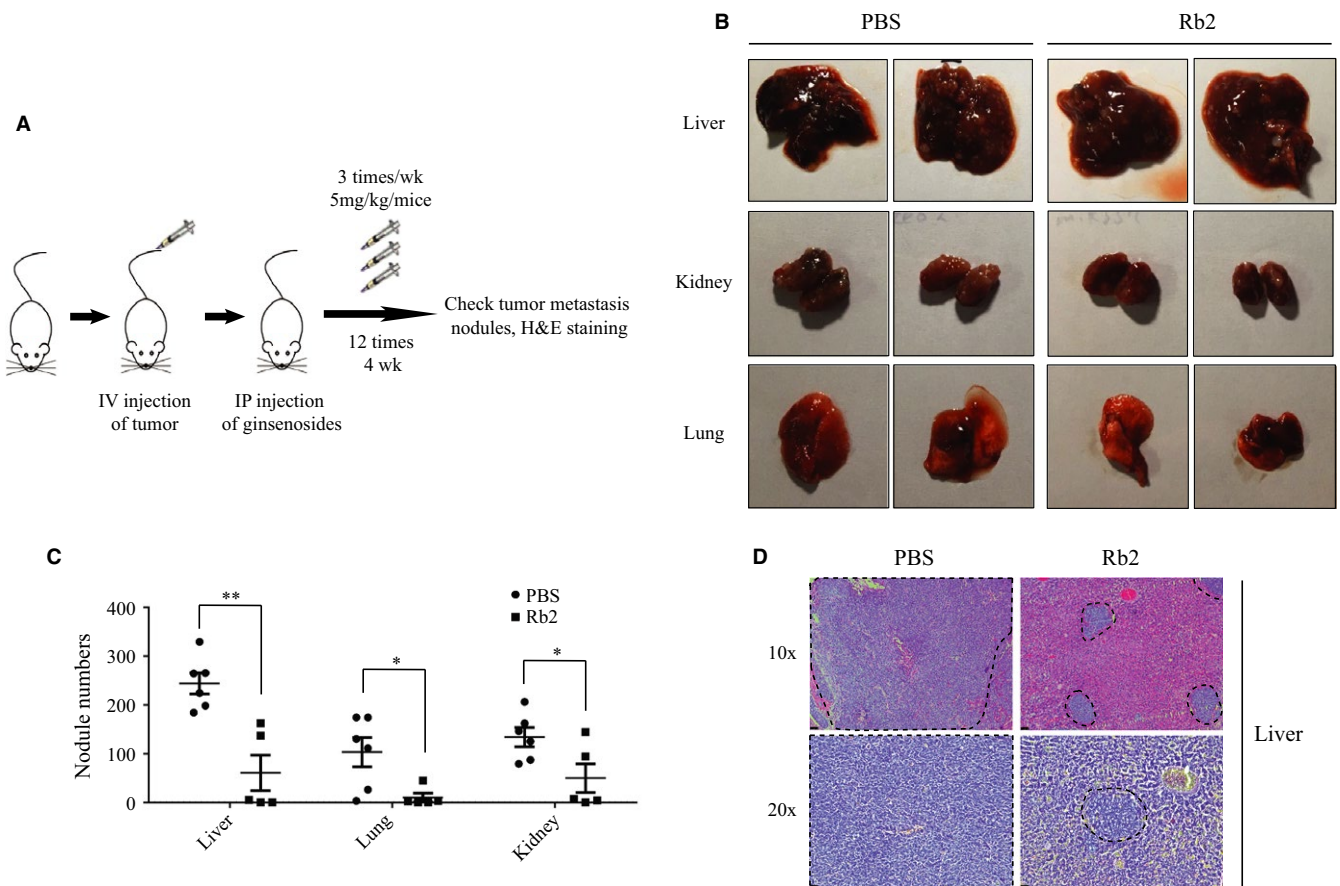 A
3 times/wk
5mg/kg/mice
12 times
4 wk
IV injection
of tumor
IP injection
of ginsenosides
Check tumor metastasis
nodules, H&E staining
B
PBS
Rb2
Liver
Kidney
Lung
C
Nodule numbers
400
300
200
100
0
**
*
*
PBS
Rb2
Liver
Lung
Kidney
D
PBS
Rb2
10x
20x
Liver